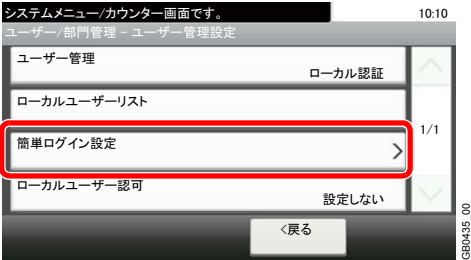 システムメニュー/カウンター画面です。
10:10
ユーザー/部門管理 - ユーザー管理設定
ユーザー管理
ローカル認証
ローカルユーザーリスト
簡単ログイン設定
1/1
ローカルユーザー認可
設定しない
<戻る
GB0435_00